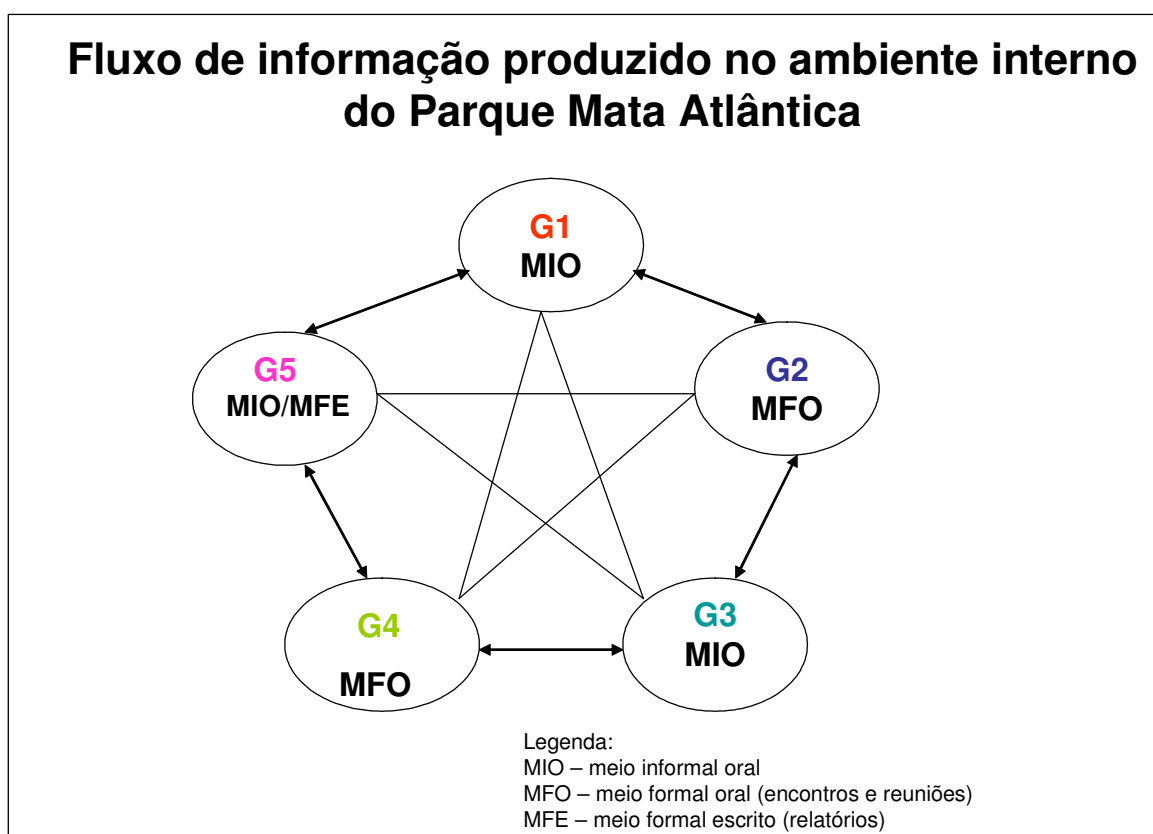 Fluxo de informação produzido no ambiente interno
do Parque Mata Atlântica
G1
MIO
G5
MIO/MFE
G2
MFO
G4
MFO
G3
MIO
Legenda:
MIO – meio informal oral
MFO – meio formal oral (encontros e reuniões)
MFE – meio formal escrito (relatórios)